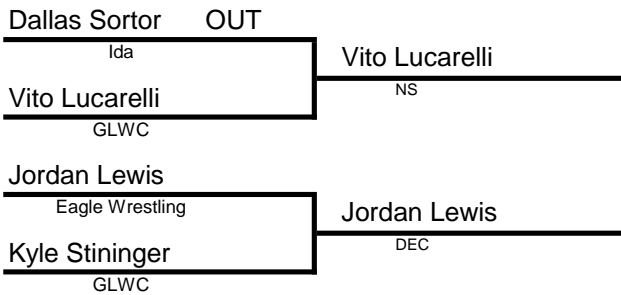 Dallas Sortor OUT
Ida
Vito Lucarelli
NS
Vito Lucarelli
GLWC
Jordan Lewis
Eagle Wrestling
Jordan Lewis
DEC
Kyle Stininger
GLWC